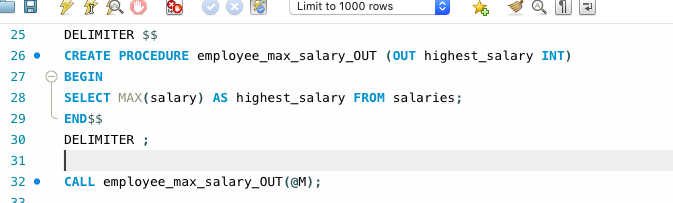 Limit to 1000 rows
25 DELIMITER $$
26 CREATE PROCEDURE employee_max_salary_OUT (OUT highest_salary INT)
27 BEGIN
28 SELECT MAX(salary) AS highest_salary FROM salaries;
29 END$$
30 DELIMITER ;
31
32 CALL employee_max_salary_OUT(@M);
33